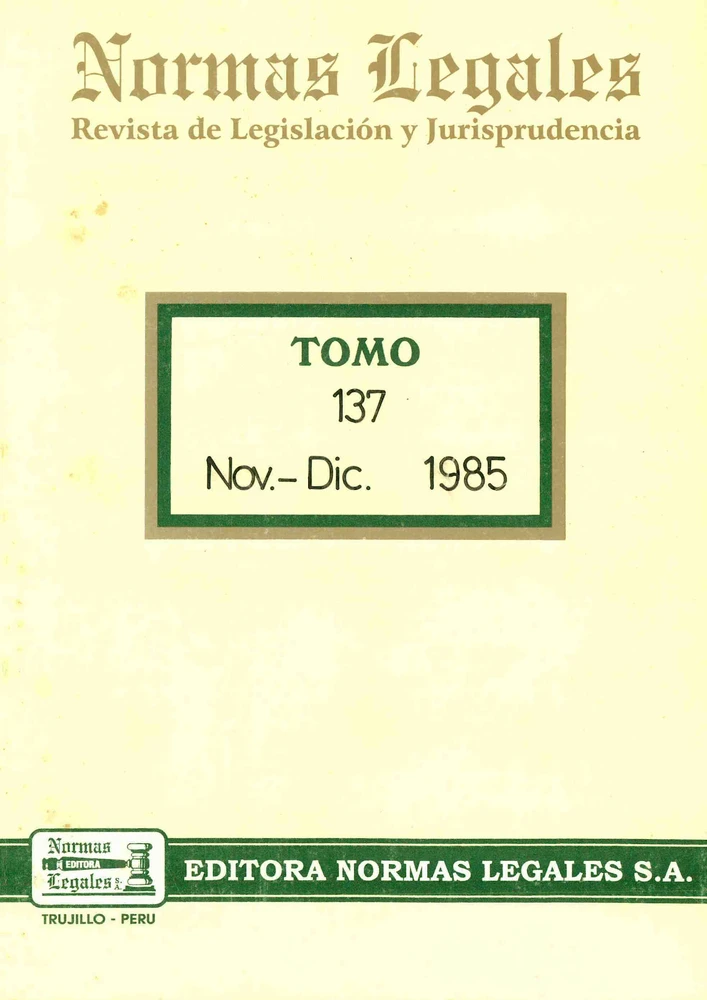 Normas Legales
Revista de Legislación y Jurisprudencia
TOMO
137
Nov.- Dic. 1985
Normas
EDITORA
Legales S.A.
EDITORA NORMAS LEGALES S.A.
TRUJILLO - PERU